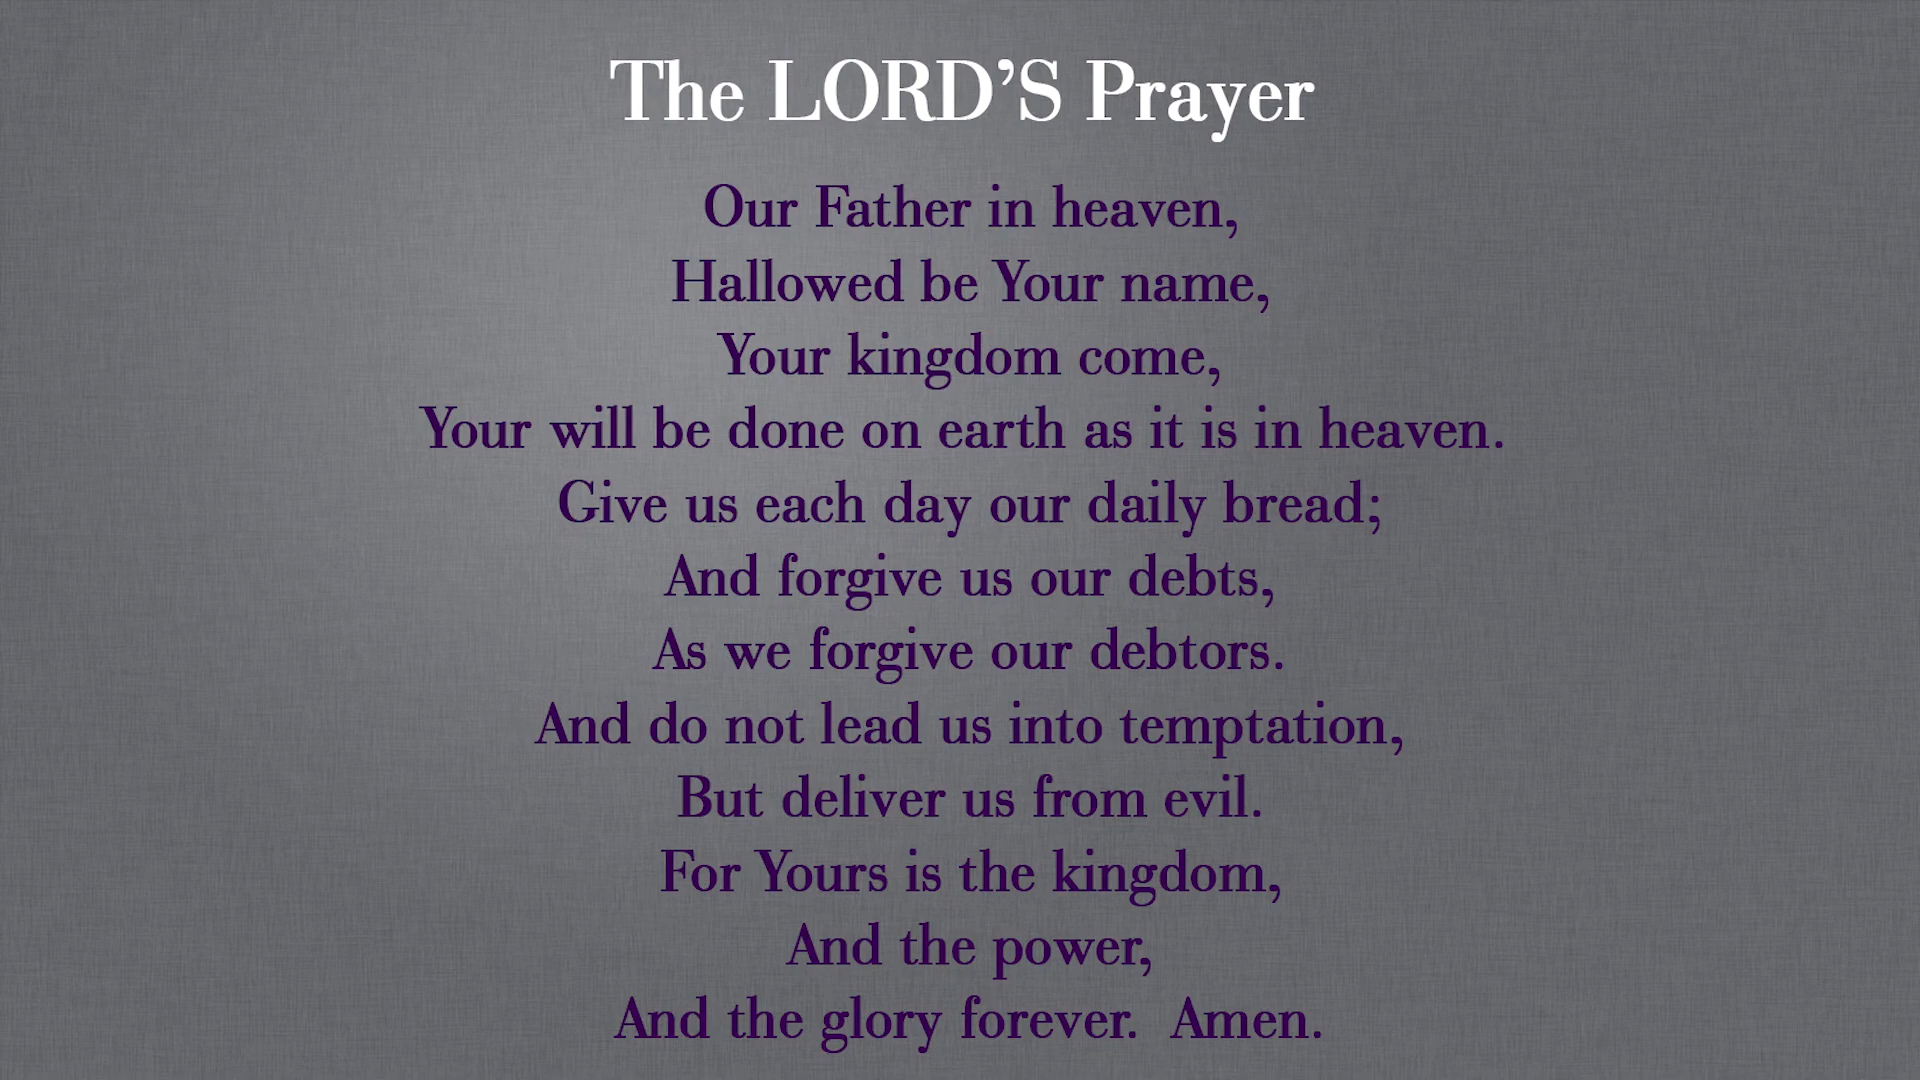 The LORD’S Prayer
Our Father in heaven,
Hallowed be Your name,
Your kingdom come,
Your will be done on earth as it is in heaven.
Give us each day our daily bread;
And forgive us our debts,
As we forgive our debtors.
And do not lead us into temptation,
But deliver us from evil.
For Yours is the kingdom,
And the power,
And the glory forever.  Amen.